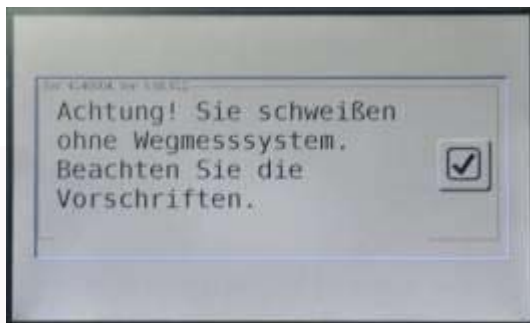 Achtung! Sie schweißen
ohne Wegmesssystem.
Beachten Sie die
Vorschriften.